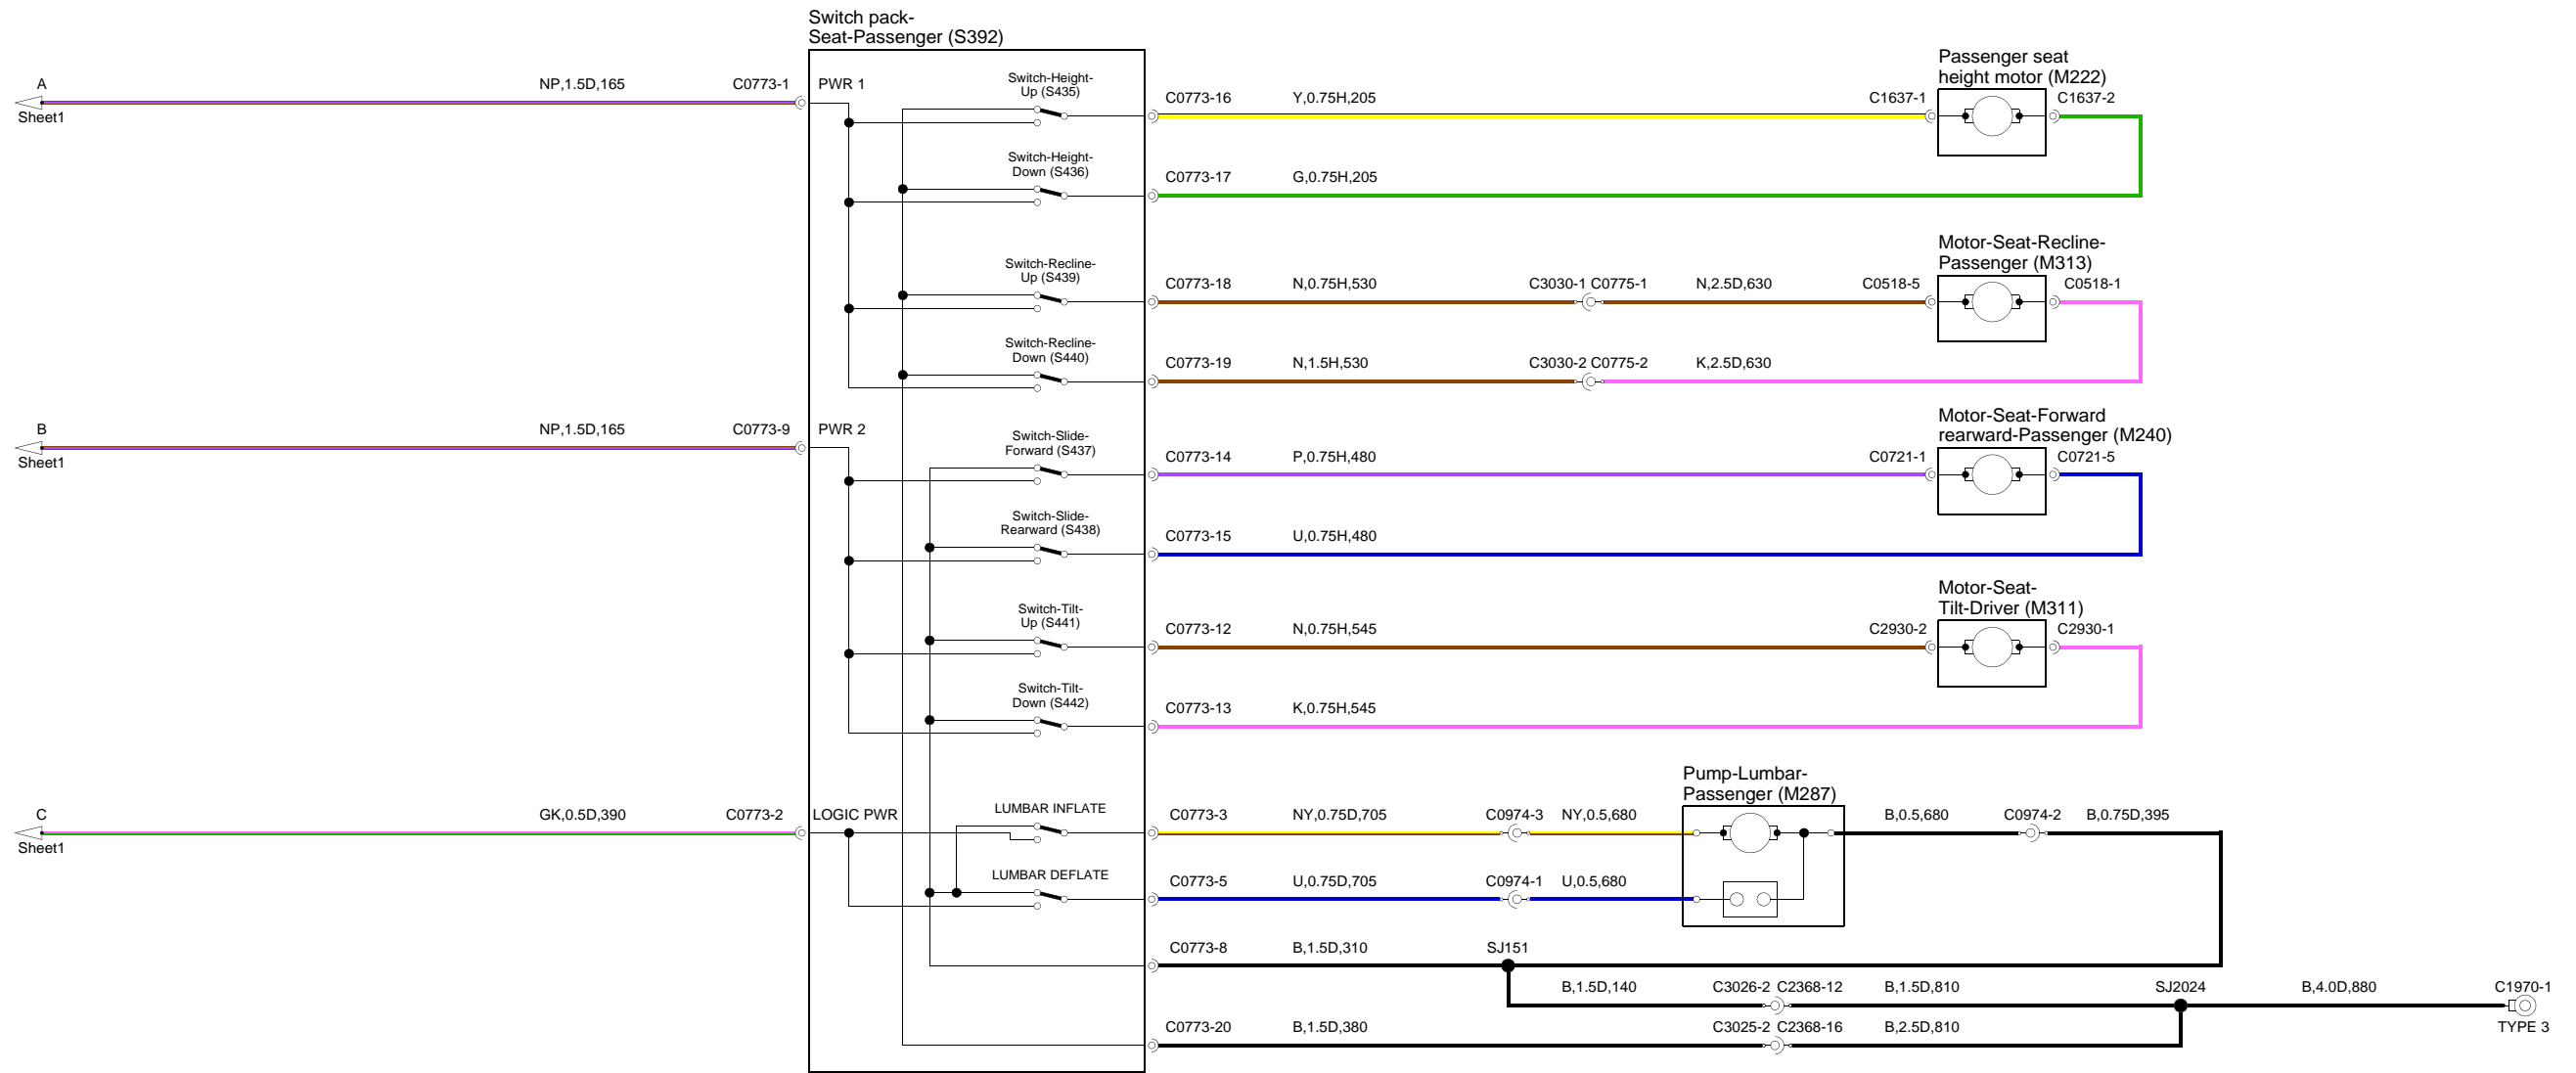 Switch pack-
Seat-Passenger (S392)
A
Sheet1
NP,1.5D,165
C0773-1
PWR 1
Switch-Height-
Up (S435)
C0773-16
Y,0.75H,205
C1637-1
Passenger seat
height motor (M222)
C1637-2
Switch-Height-
Down (S436)
C0773-17
G,0.75H,205
Switch-Recline-
Up (S439)
C0773-18
N,0.75H,530
C3030-1 C0775-1
N,2.5D,630
C0518-5
Motor-Seat-Recline-
Passenger (M313)
C0518-1
Switch-Recline-
Down (S440)
C0773-19
N,1.5H,530
C3030-2 C0775-2
K,2.5D,630
B
Sheet1
NP,1.5D,165
C0773-9
PWR 2
Switch-Slide-
Forward (S437)
C0773-14
P,0.75H,480
C0721-1
Motor-Seat-Forward
rearward-Passenger (M240)
C0721-5
Switch-Slide-
Rearward (S438)
C0773-15
U,0.75H,480
Switch-Tilt-
Up (S441)
C0773-12
N,0.75H,545
C2930-2
Motor-Seat-
Tilt-Driver (M311)
C2930-1
Switch-Tilt-
Down (S442)
C0773-13
K,0.75H,545
C
Sheet1
GK,0.5D,390
C0773-2
LOGIC PWR
LUMBAR INFLATE
C0773-3
NY,0.75D,705
C0974-3
NY,0.5,680
Pump-Lumbar-
Passenger (M287)
B,0.5,680
C0974-2
B,0.75D,395
LUMBAR DEFLATE
C0773-5
U,0.75D,705
C0974-1
U,0.5,680
C0773-8
B,1.5D,310
SJ151
B,1.5D,140
C3026-2 C2368-12
B,1.5D,810
SJ2024
B,4.0D,880
C1970-1
TYPE 3
C0773-20
B,1.5D,380
C3025-2 C2368-16
B,2.5D,810